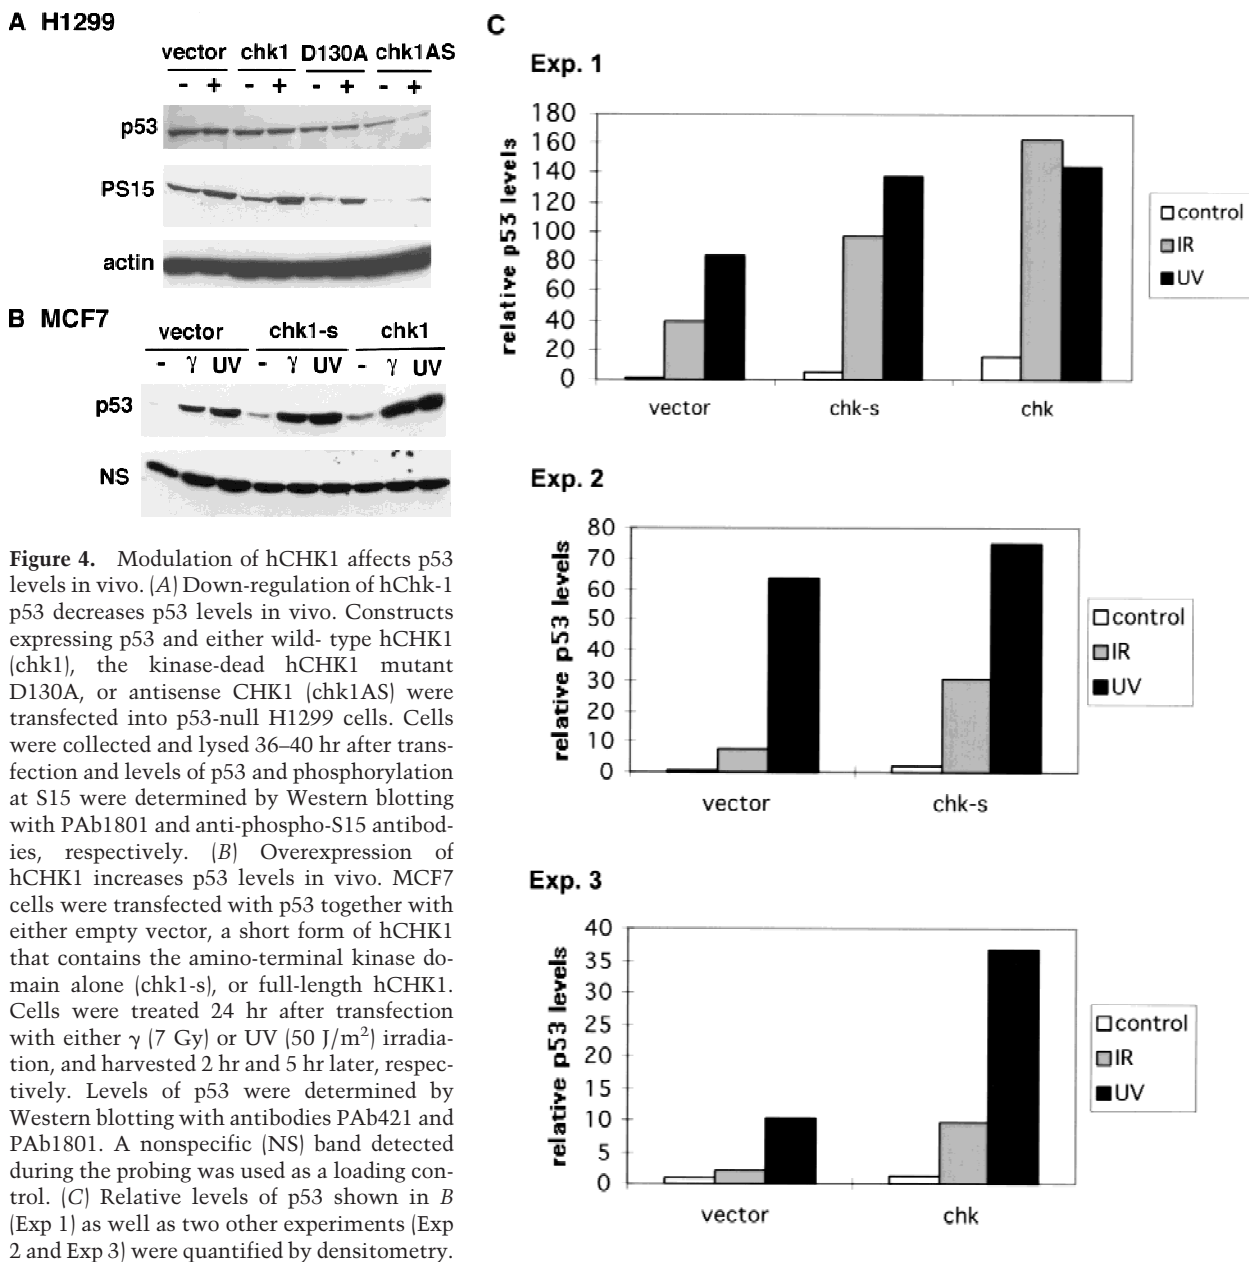 A H1299
vector chk1 D130A chk1AS
- + - + - + - +
p53
PS15
actin
B MCF7
vector chk1-s chk1
- γ UV - γ UV - γ UV
p53
NS
Figure 4. Modulation of hCHK1 affects p53
levels in vivo. (A) Down-regulation of hChk-1
p53 decreases p53 levels in vivo. Constructs
expressing p53 and either wild- type hCHK1
(chk1), the kinase-dead hCHK1 mutant
D130A, or antisense CHK1 (chk1AS) were
transfected into p53-null H1299 cells. Cells
were collected and lysed 36–40 hr after trans-
fection and levels of p53 and phosphorylation
at S15 were determined by Western blotting
with PAb1801 and anti-phospho-S15 antibod-
ies, respectively. (B) Overexpression of
hCHK1 increases p53 levels in vivo. MCF7
cells were transfected with p53 together with
either empty vector, a short form of hCHK1
that contains the amino-terminal kinase do-
main alone (chk1-s), or full-length hCHK1.
Cells were treated 24 hr after transfection
with either γ (7 Gy) or UV (50 J/m²) irradia-
tion, and harvested 2 hr and 5 hr later, respec-
tively. Levels of p53 were determined by
Western blotting with antibodies PAb421 and
PAb1801. A nonspecific (NS) band detected
during the probing was used as a loading con-
trol. (C) Relative levels of p53 shown in B
(Exp 1) as well as two other experiments (Exp
2 and Exp 3) were quantified by densitometry.
C
Exp. 1
relative p53 levels
180
160
140
120
100
80
60
40
20
0
vector chk-s chk
control
IR
UV
Exp. 2
relative p53 levels
80
70
60
50
40
30
20
10
0
vector chk-s
control
IR
UV
Exp. 3
relative p53 levels
40
35
30
25
20
15
10
5
0
vector chk
control
IR
UV